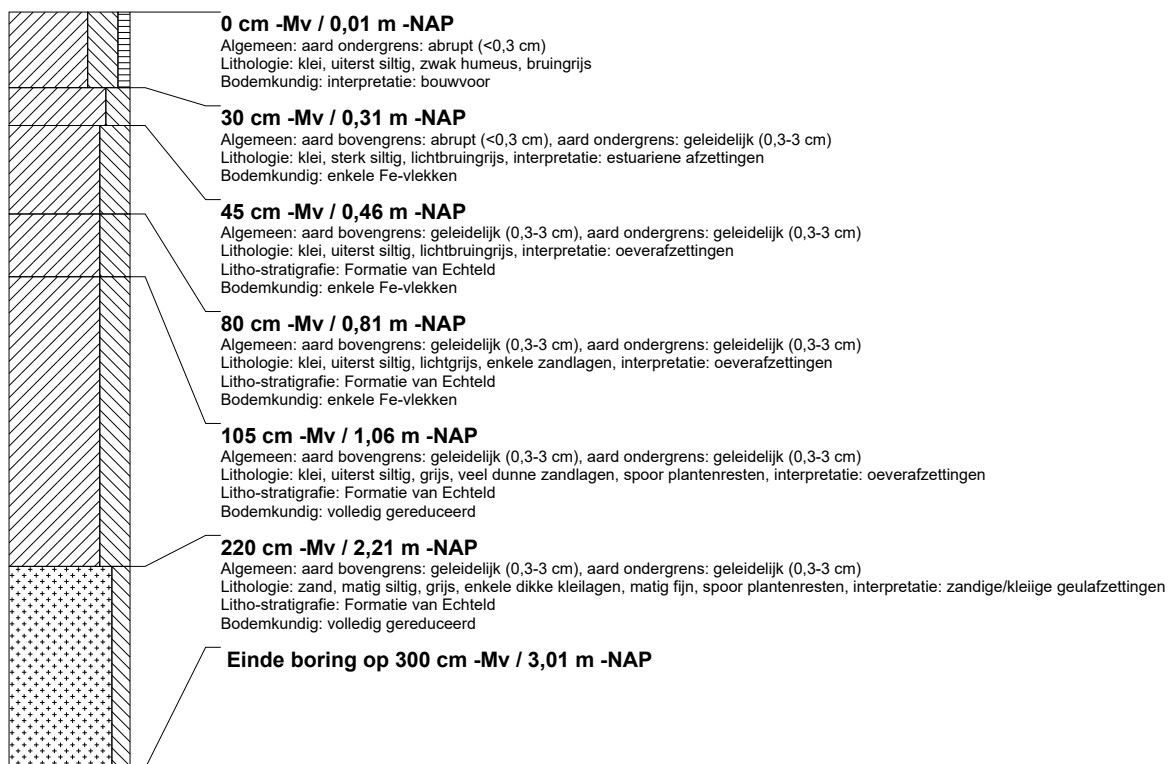 0 cm -Mv / 0,01 m -NAP
Algemeen: aard ondergrens: abrupt (<0,3 cm)
Lithologie: klei, uiterst siltig, zwak humeus, bruingrijs
Bodemkundig: interpretatie: bouwvoor
30 cm -Mv / 0,31 m -NAP
Algemeen: aard bovengrens: abrupt (<0,3 cm), aard ondergrens: geleidelijk (0,3-3 cm)
Lithologie: klei, sterk siltig, lichtbruingrijs, interpretatie: estuariene afzettingen
Bodemkundig: enkele Fe-vlekken
45 cm -Mv / 0,46 m -NAP
Algemeen: aard bovengrens: geleidelijk (0,3-3 cm), aard ondergrens: geleidelijk (0,3-3 cm)
Lithologie: klei, uiterst siltig, lichtbruingrijs, interpretatie: oeverafzettingen
Litho-stratigrafie: Formatie van Echteld
Bodemkundig: enkele Fe-vlekken
80 cm -Mv / 0,81 m -NAP
Algemeen: aard bovengrens: geleidelijk (0,3-3 cm), aard ondergrens: geleidelijk (0,3-3 cm)
Lithologie: klei, uiterst siltig, lichtgrijs, enkele zandlagen, interpretatie: oeverafzettingen
Litho-stratigrafie: Formatie van Echteld
Bodemkundig: enkele Fe-vlekken
105 cm -Mv / 1,06 m -NAP
Algemeen: aard bovengrens: geleidelijk (0,3-3 cm), aard ondergrens: geleidelijk (0,3-3 cm)
Lithologie: klei, uiterst siltig, grijs, veel dunne zandlagen, spoor plantenresten, interpretatie: oeverafzettingen
Litho-stratigrafie: Formatie van Echteld
Bodemkundig: volledig gereduceerd
220 cm -Mv / 2,21 m -NAP
Algemeen: aard bovengrens: geleidelijk (0,3-3 cm), aard ondergrens: geleidelijk (0,3-3 cm)
Lithologie: zand, matig siltig, grijs, enkele dikke kleilagen, matig fijn, spoor plantenresten, interpretatie: zandige/kleiige geulafzettingen
Litho-stratigrafie: Formatie van Echteld
Bodemkundig: volledig gereduceerd
Einde boring op 300 cm -Mv / 3,01 m -NAP